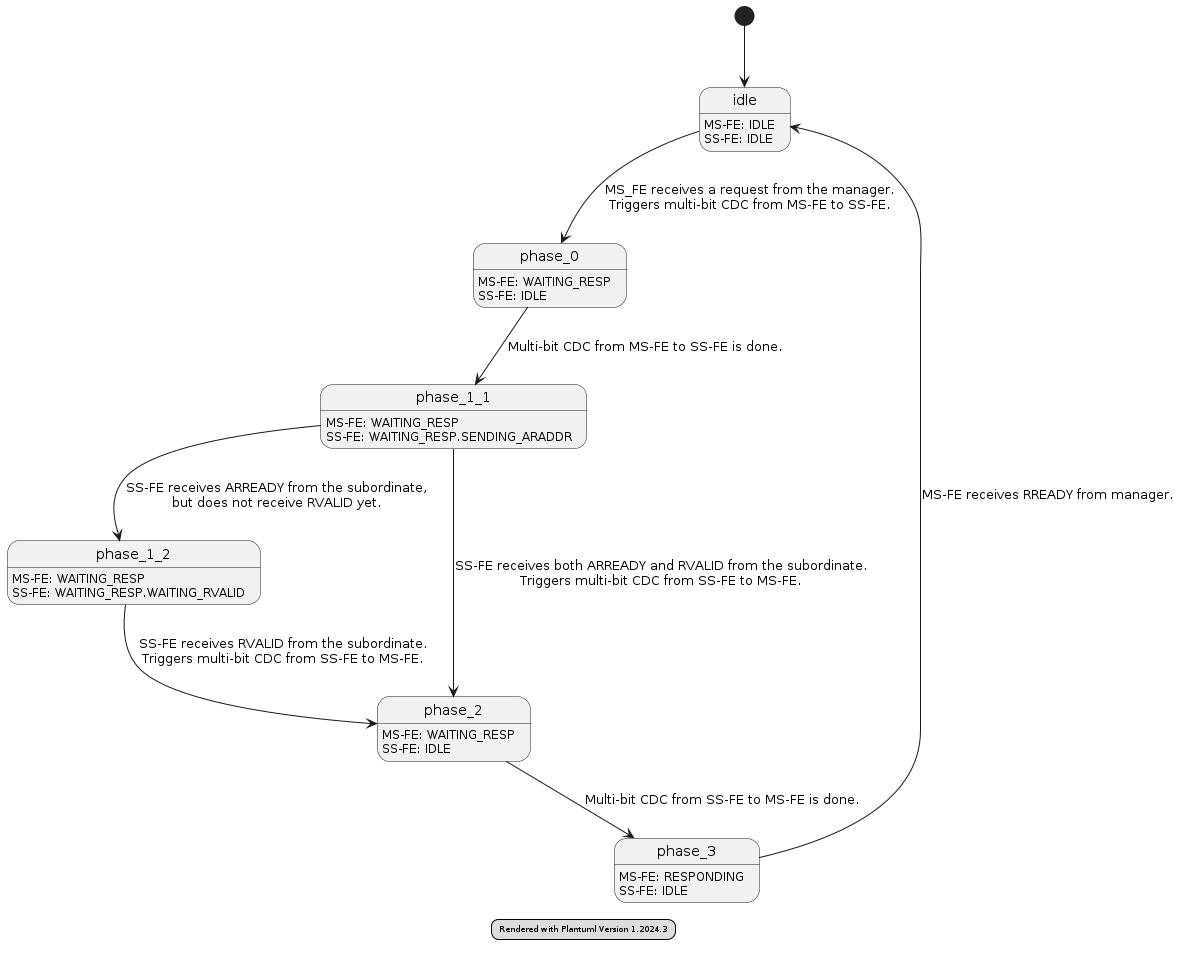 idle
MS-FE: IDLE
SS-FE: IDLE
MS_FE receives a request from the manager.
Triggers multi-bit CDC from MS-FE to SS-FE.
phase_0
MS-FE: WAITING_RESP
SS-FE: IDLE
Multi-bit CDC from MS-FE to SS-FE is done.
phase_1_1
MS-FE: WAITING_RESP
SS-FE: WAITING_RESP.SENDING_ARADDR
SS-FE receives ARREADY from the subordinate,
but does not receive RVALID yet.
MS-FE receives RREADY from manager.
phase_1_2
MS-FE: WAITING_RESP
SS-FE: WAITING_RESP.WAITING_RVALID
SS-FE receives both ARREADY and RVALID from the subordinate.
Triggers multi-bit CDC from SS-FE to MS-FE.
SS-FE receives RVALID from the subordinate.
Triggers multi-bit CDC from SS-FE to MS-FE.
phase_2
MS-FE: WAITING_RESP
SS-FE: IDLE
Multi-bit CDC from SS-FE to MS-FE is done.
phase_3
MS-FE: RESPONDING
SS-FE: IDLE
Rendered with Plantuml Version 1.2024.3